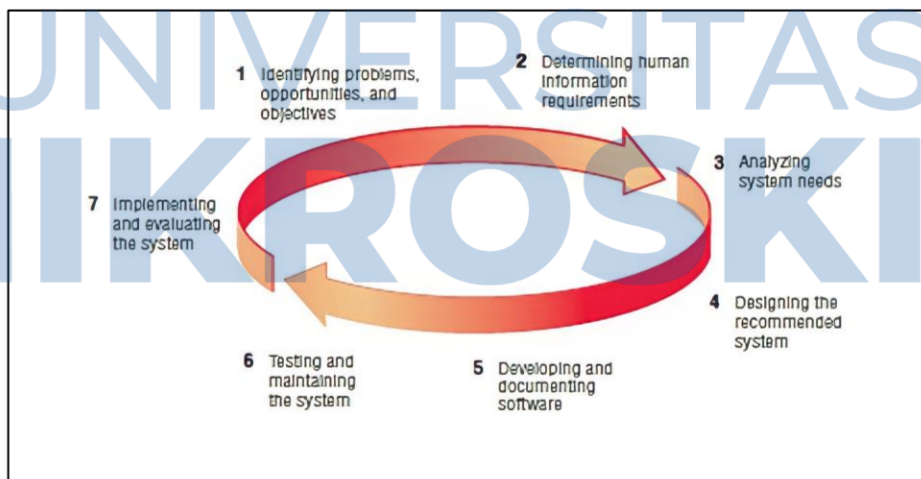 UNIVERSITAS
MIKROSKI
1 Identifying problems,
opportunities, and
objectives
2 Determining human
information
requirements
3 Analyzing
system needs
4 Designing the
recommended
system
5 Developing and
documenting
software
6 Testing and
maintaining
the system
7 Implementing
and evaluating
the system